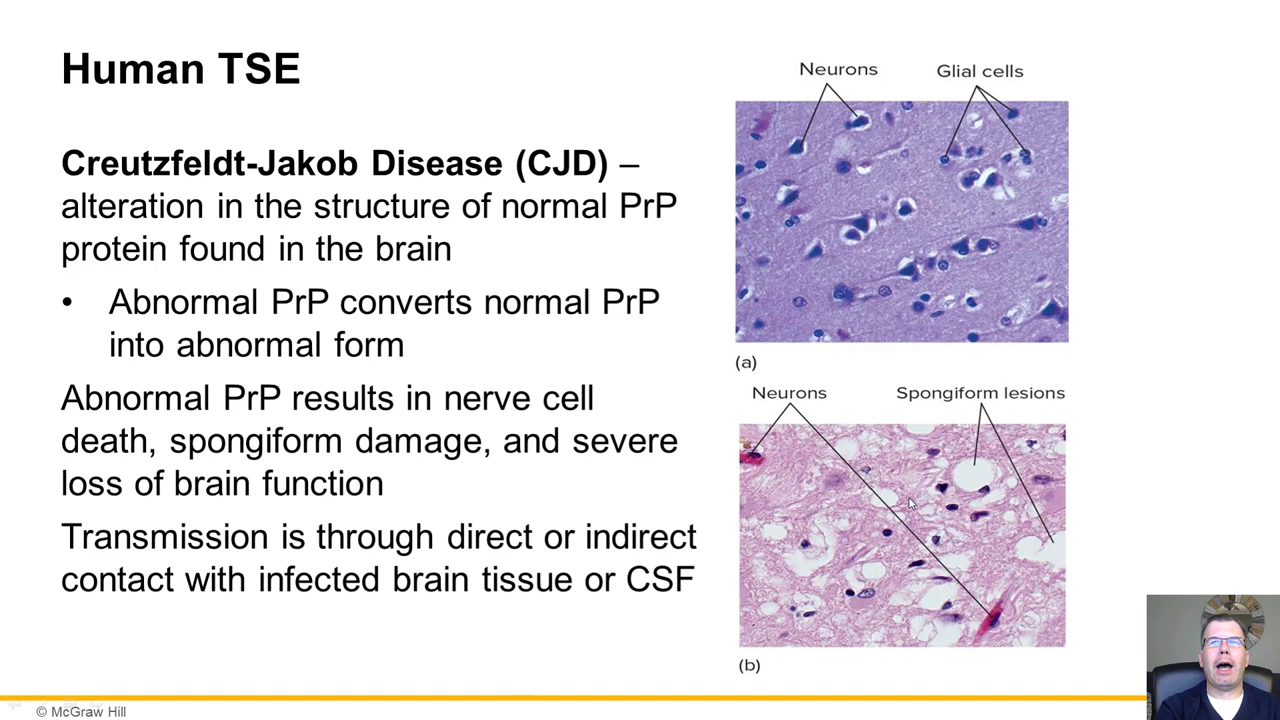 Human TSE
Creutzfeldt-Jakob Disease (CJD) –
alteration in the structure of normal PrP
protein found in the brain
• Abnormal PrP converts normal PrP
into abnormal form
Abnormal PrP results in nerve cell
death, spongiform damage, and severe
loss of brain function
Transmission is through direct or indirect
contact with infected brain tissue or CSF
Neurons Glial cells
(a)
Neurons Spongiform lesions
(b)
© McGraw Hill